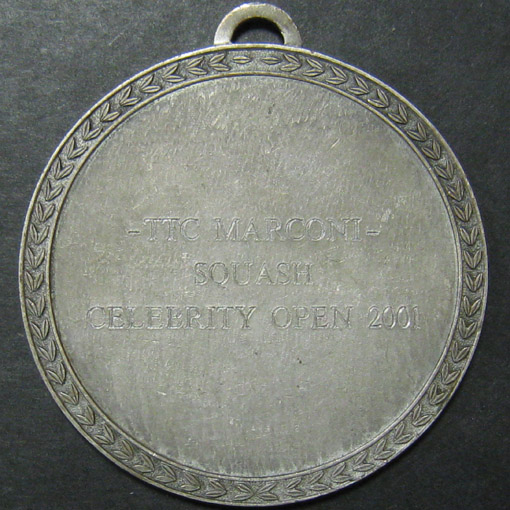 -TTC MARCONI-
SQUASH
CELEBRITY OPEN 2001